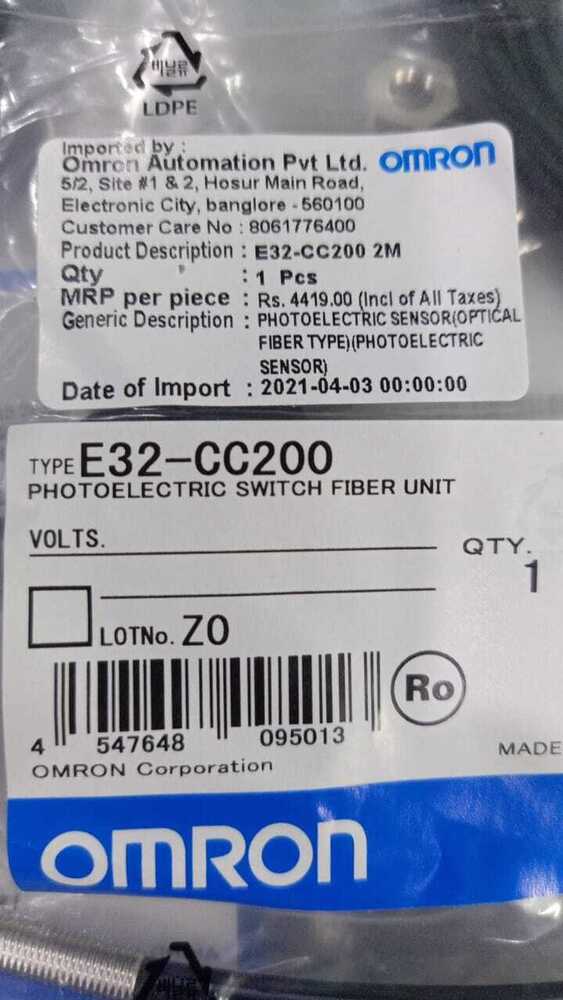 비닐류
LDPE
Imported by :
Omron Automation Pvt Ltd. OMRON
5/2, Site #1 & 2, Hosur Main Road,
Electronic City, banglore - 560100
Customer Care No : 8061776400
Product Description : E32-CC200 2M
Qty : 1 Pcs
MRP per piece : Rs. 4419.00 (Incl of All Taxes)
Generic Description : PHOTOELECTRIC SENSOR(OPTICAL
FIBER TYPE)(PHOTOELECTRIC
SENSOR)
Date of Import : 2021-04-03 00:00:00
TYPE E32-CC200
PHOTOELECTRIC SWITCH FIBER UNIT
VOLTS.
QTY.
1
LOTNo. ZO
Ro
4 547648 095013
MADE
OMRON Corporation
OMRON
비닐류